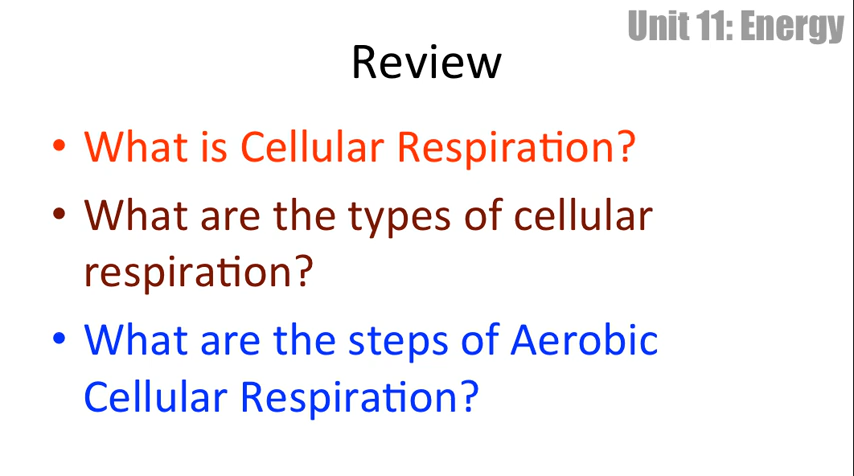 Unit 11: Energy
Review
• What is Cellular Respiration?
• What are the types of cellular
respiration?
• What are the steps of Aerobic
Cellular Respiration?